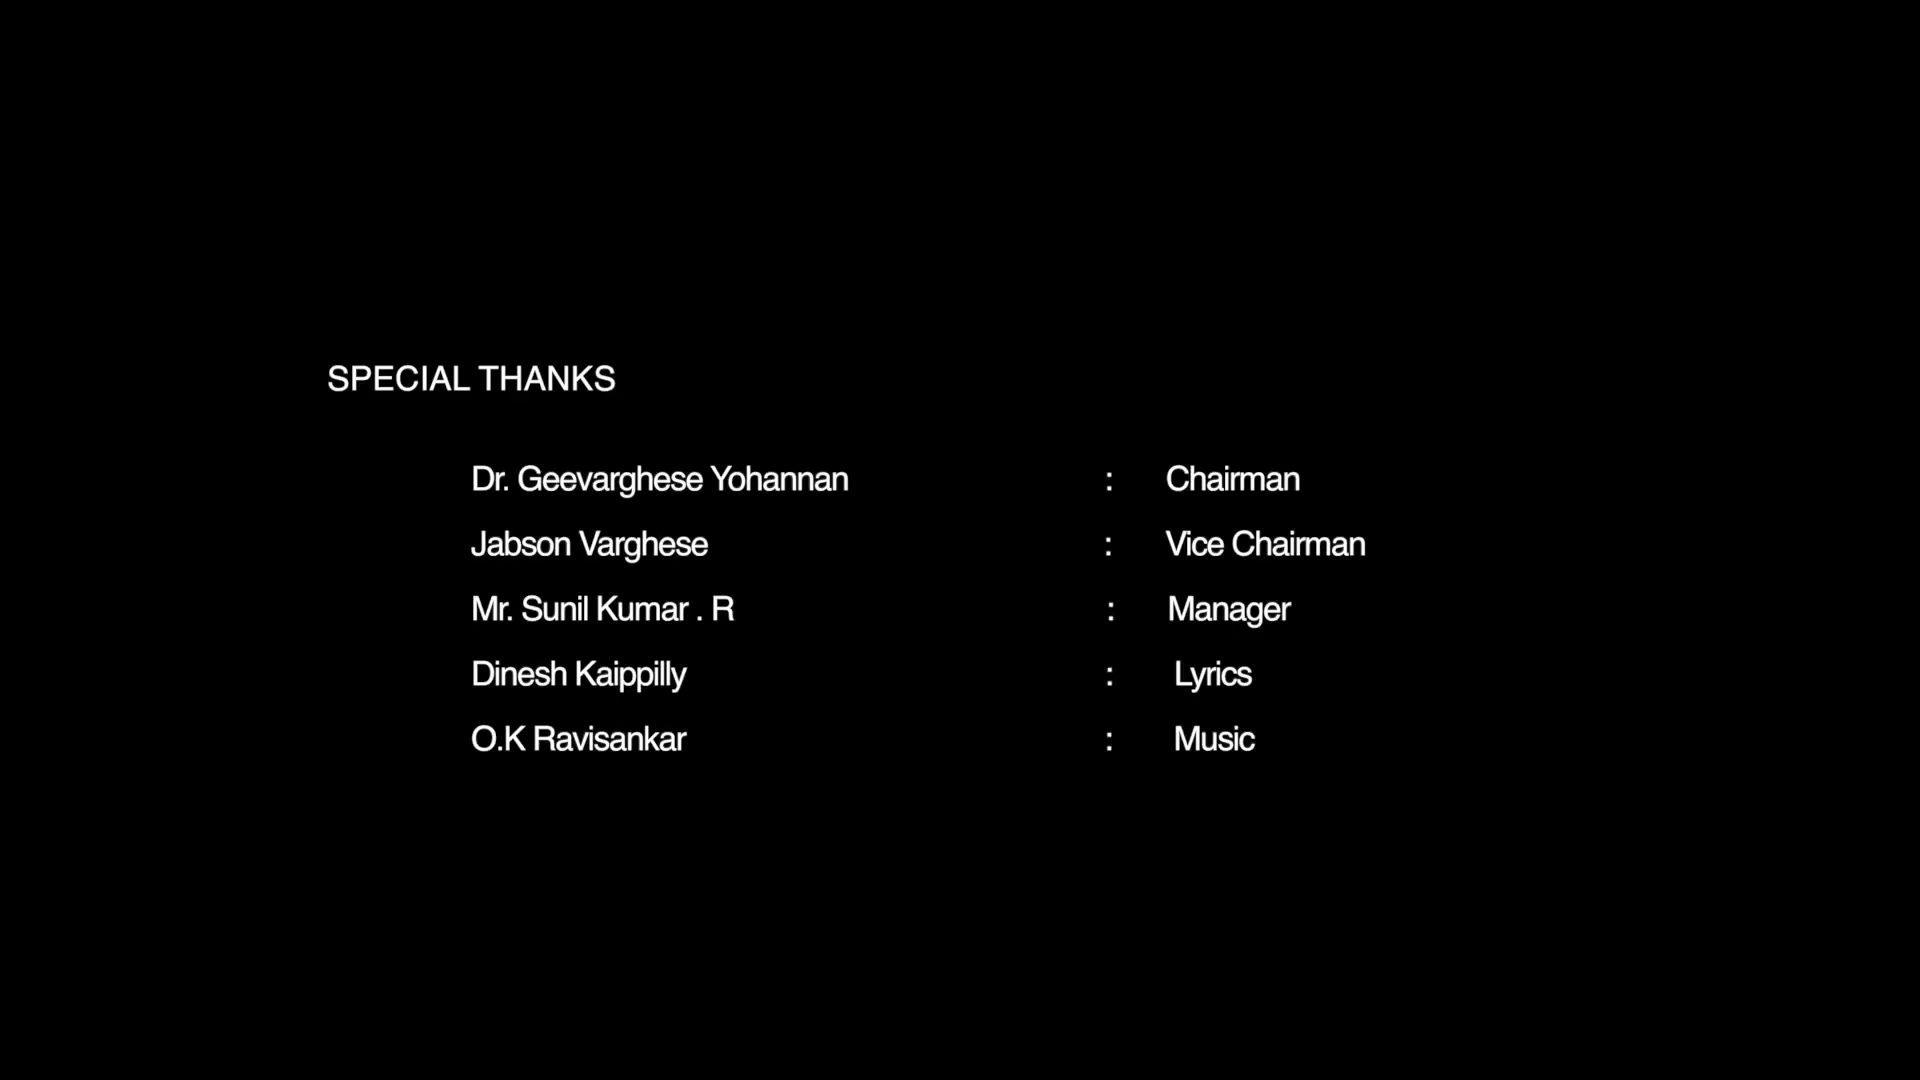 SPECIAL THANKS
Dr. Geevarghese Yohannan : Chairman
Jabson Varghese : Vice Chairman
Mr. Sunil Kumar . R : Manager
Dinesh Kaippilly : Lyrics
O.K Ravisankar : Music